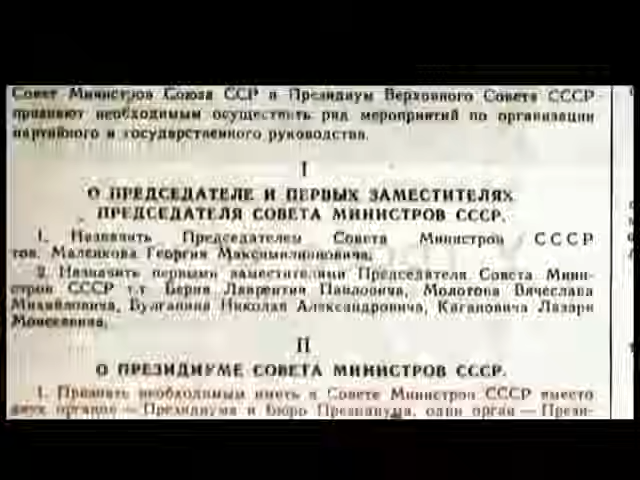 Совет Министров Союза ССР и Президиум Верховного Совета СССР
признают необходимым осуществить ряд мероприятий по организации
партийного и государственного руководства.
I
О ПРЕДСЕДАТЕЛЕ И ПЕРВЫХ ЗАМЕСТИТЕЛЯХ
ПРЕДСЕДАТЕЛЯ СОВЕТА МИНИСТРОВ СССР.
1. Назначить Председателем Совета Министров СССР
тов. Маленкова Георгия Максимилиановича.
2. Назначить первыми заместителями Председателя Совета Мини-
стров СССР т.т. Берия Лаврентия Павловича, Молотова Вячеслава
Михайловича, Булганина Николая Александровича, Кагановича Лазаря
Моисеевича.
II
О ПРЕЗИДИУМЕ СОВЕТА МИНИСТРОВ СССР.
1. Признать необходимым иметь в Совете Министров СССР вместо
двух органов — Президиума и Бюро Президиума, один орган — Прези-